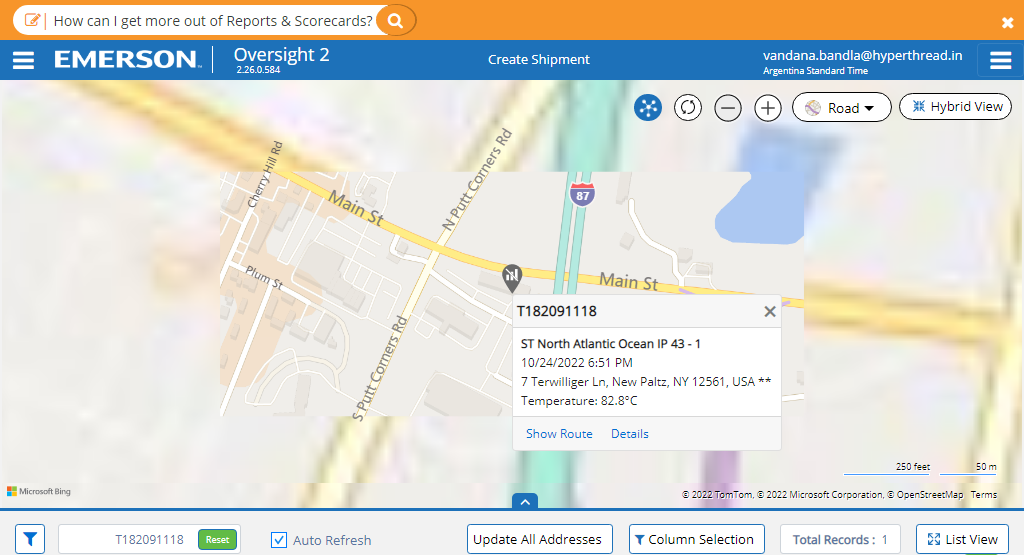 How can I get more out of Reports & Scorecards?
EMERSON™
Oversight 2
2.26.0.584
Create Shipment
vandana.bandla@hyperthread.in
Argentina Standard Time
Road
Hybrid View
Cherry Hill Rd
Main St
N Putt Corners Rd
87
Plum St
Main St
S Putt Corners Rd
T182091118
ST North Atlantic Ocean IP 43 - 1
10/24/2022 6:51 PM
7 Terwilliger Ln, New Paltz, NY 12561, USA **
Temperature: 82.8°C
Show Route Details
250 feet 50 m
Microsoft Bing
© 2022 TomTom, © 2022 Microsoft Corporation, © OpenStreetMap Terms
T182091118 Reset
Auto Refresh
Update All Addresses
Column Selection
Total Records : 1
List View